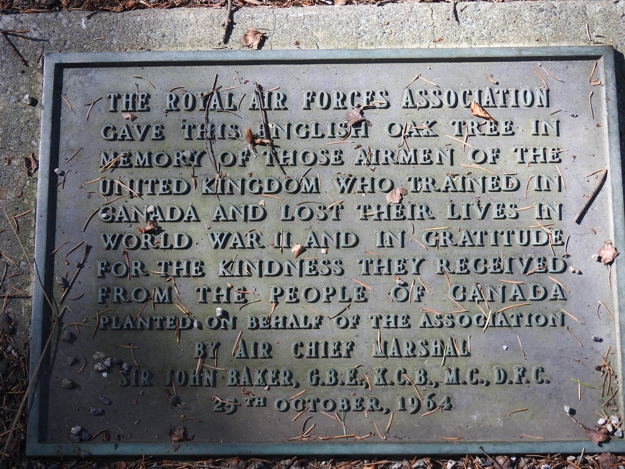 THE ROYAL AIR FORCES ASSOCIATION
GAVE THIS ENGLISH OAK TREE IN
MEMORY OF THOSE AIRMEN OF THE
UNITED KINGDOM WHO TRAINED IN
CANADA AND LOST THEIR LIVES IN
WORLD WAR II AND IN GRATITUDE
FOR THE KINDNESS THEY RECEIVED
FROM THE PEOPLE OF CANADA
PLANTED ON BEHALF OF THE ASSOCIATION
BY AIR CHIEF MARSHAL
SIR JOHN BAKER, G.B.E., K.C.B., M.C., D.F.C.
25TH OCTOBER, 1964